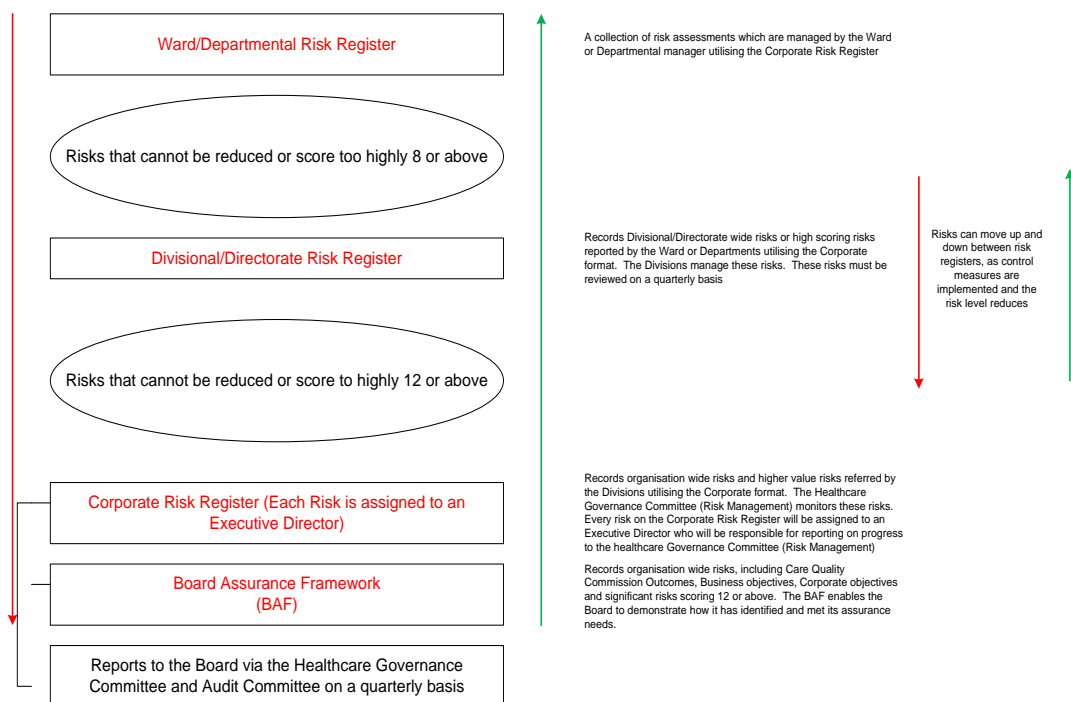 Ward/Departmental Risk Register
A collection of risk assessments which are managed by the Ward
or Departmental manager utilising the Corporate Risk Register
Risks that cannot be reduced or score too highly 8 or above
Divisional/Directorate Risk Register
Records Divisional/Directorate wide risks or high scoring risks
reported by the Ward or Departments utilising the Corporate
format.  The Divisions manage these risks.  These risks must be
reviewed on a quarterly basis
Risks can move up and
down between risk
registers, as control
measures are
implemented and the
risk level reduces
Risks that cannot be reduced or score to highly 12 or above
Corporate Risk Register (Each Risk is assigned to an
Executive Director)
Records organisation wide risks and higher value risks referred by
the Divisions utilising the Corporate format.  The Healthcare
Governance Committee (Risk Management) monitors these risks.
Every risk on the Corporate Risk Register will be assigned to an
Executive Director who will be responsible for reporting on progress
to the healthcare Governance Committee (Risk Management)
Board Assurance Framework
(BAF)
Records organisation wide risks, including Care Quality
Commission Outcomes, Business objectives, Corporate objectives
and significant risks scoring 12 or above.  The BAF enables the
Board to demonstrate how it has identified and met its assurance
needs.
Reports to the Board via the Healthcare Governance
Committee and Audit Committee on a quarterly basis